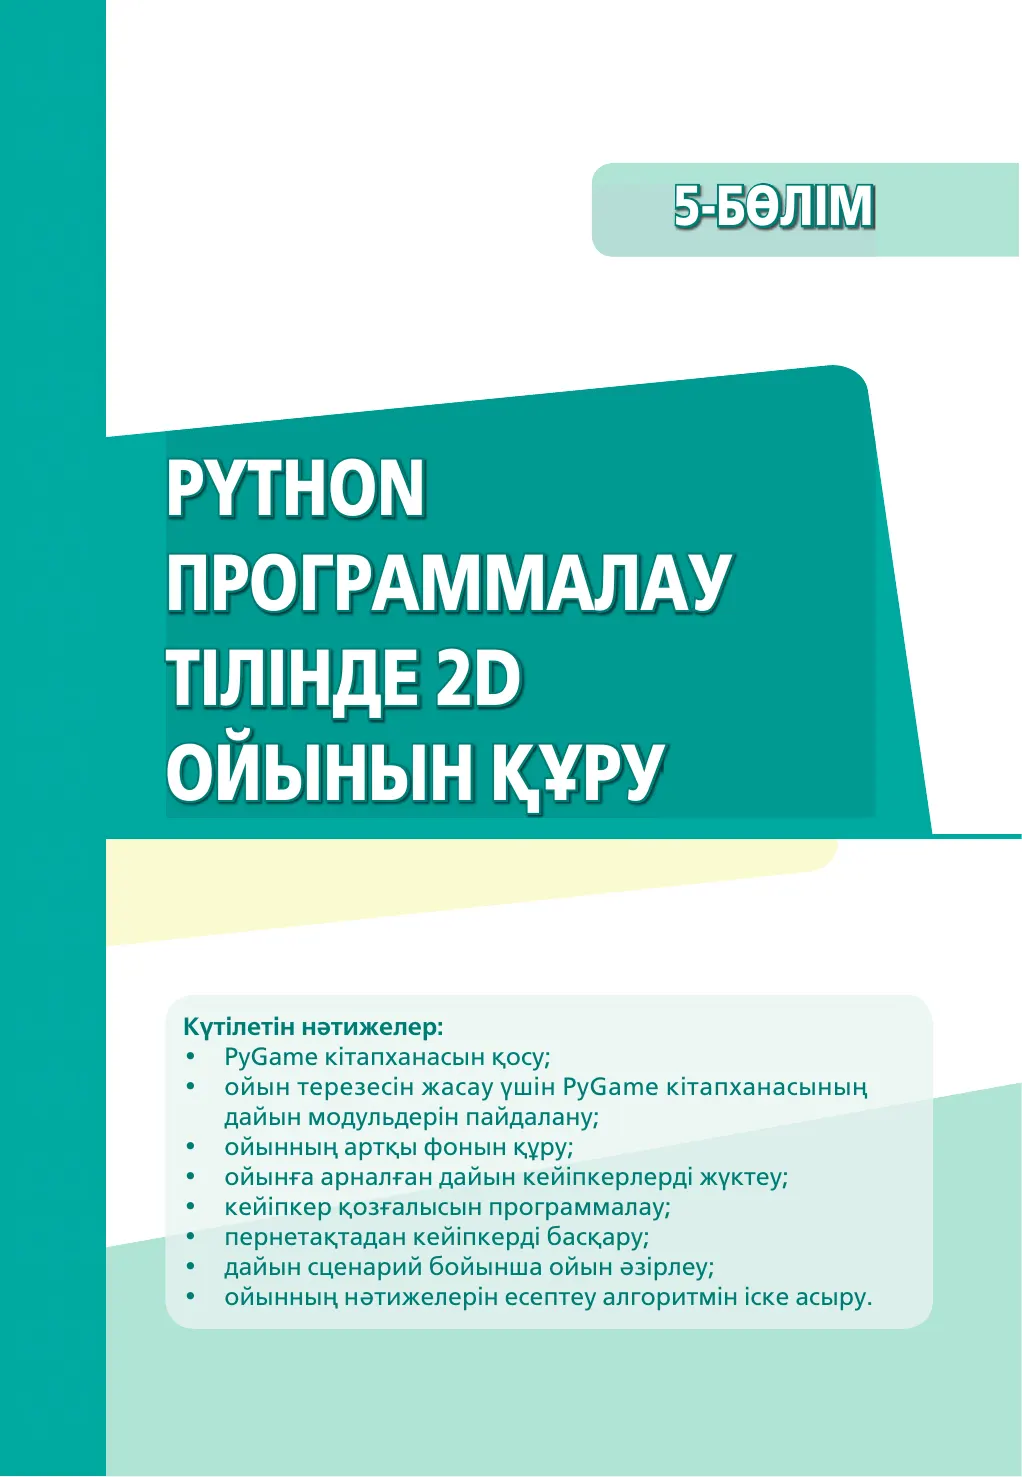 5-БӨЛІМ
PYTHON
ПРОГРАММАЛАУ
ТІЛІНДЕ 2D
ОЙЫНЫН ҚҰРУ
Күтілетін нәтижелер:
• PyGame кітапханасын қосу;
• ойын терезесін жасау үшін PyGame кітапханасының
дайын модульдерін пайдалану;
• ойынның артқы фонын құру;
• ойынға арналған дайын кейіпкерлерді жүктеу;
• кейіпкер қозғалысын программалау;
• пернетақтадан кейіпкерді басқару;
• дайын сценарий бойынша ойын әзірлеу;
• ойынның нәтижелерін есептеу алгоритмін іске асыру.